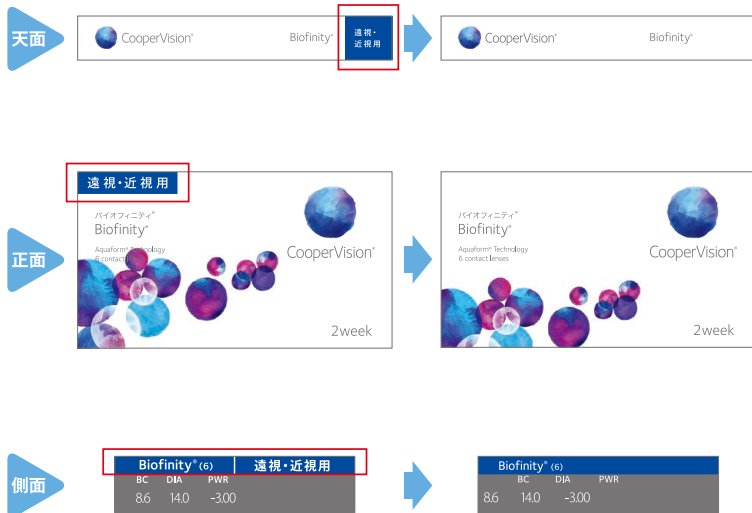 天面
CooperVision®
Biofinity®
遠視・
近視用
CooperVision®
Biofinity®
正面
遠視・近視用
バイオフィニティ®
Biofinity®
Aquaform® Technology
6 contact
CooperVision®
2week
バイオフィニティ®
Biofinity®
Aquaform® Technology
6 contact lenses
CooperVision®
2week
側面
Biofinity® (6) 遠視・近視用
BC DIA PWR
8.6 14.0 -3.00
Biofinity® (6)
BC DIA PWR
8.6 14.0 -3.00